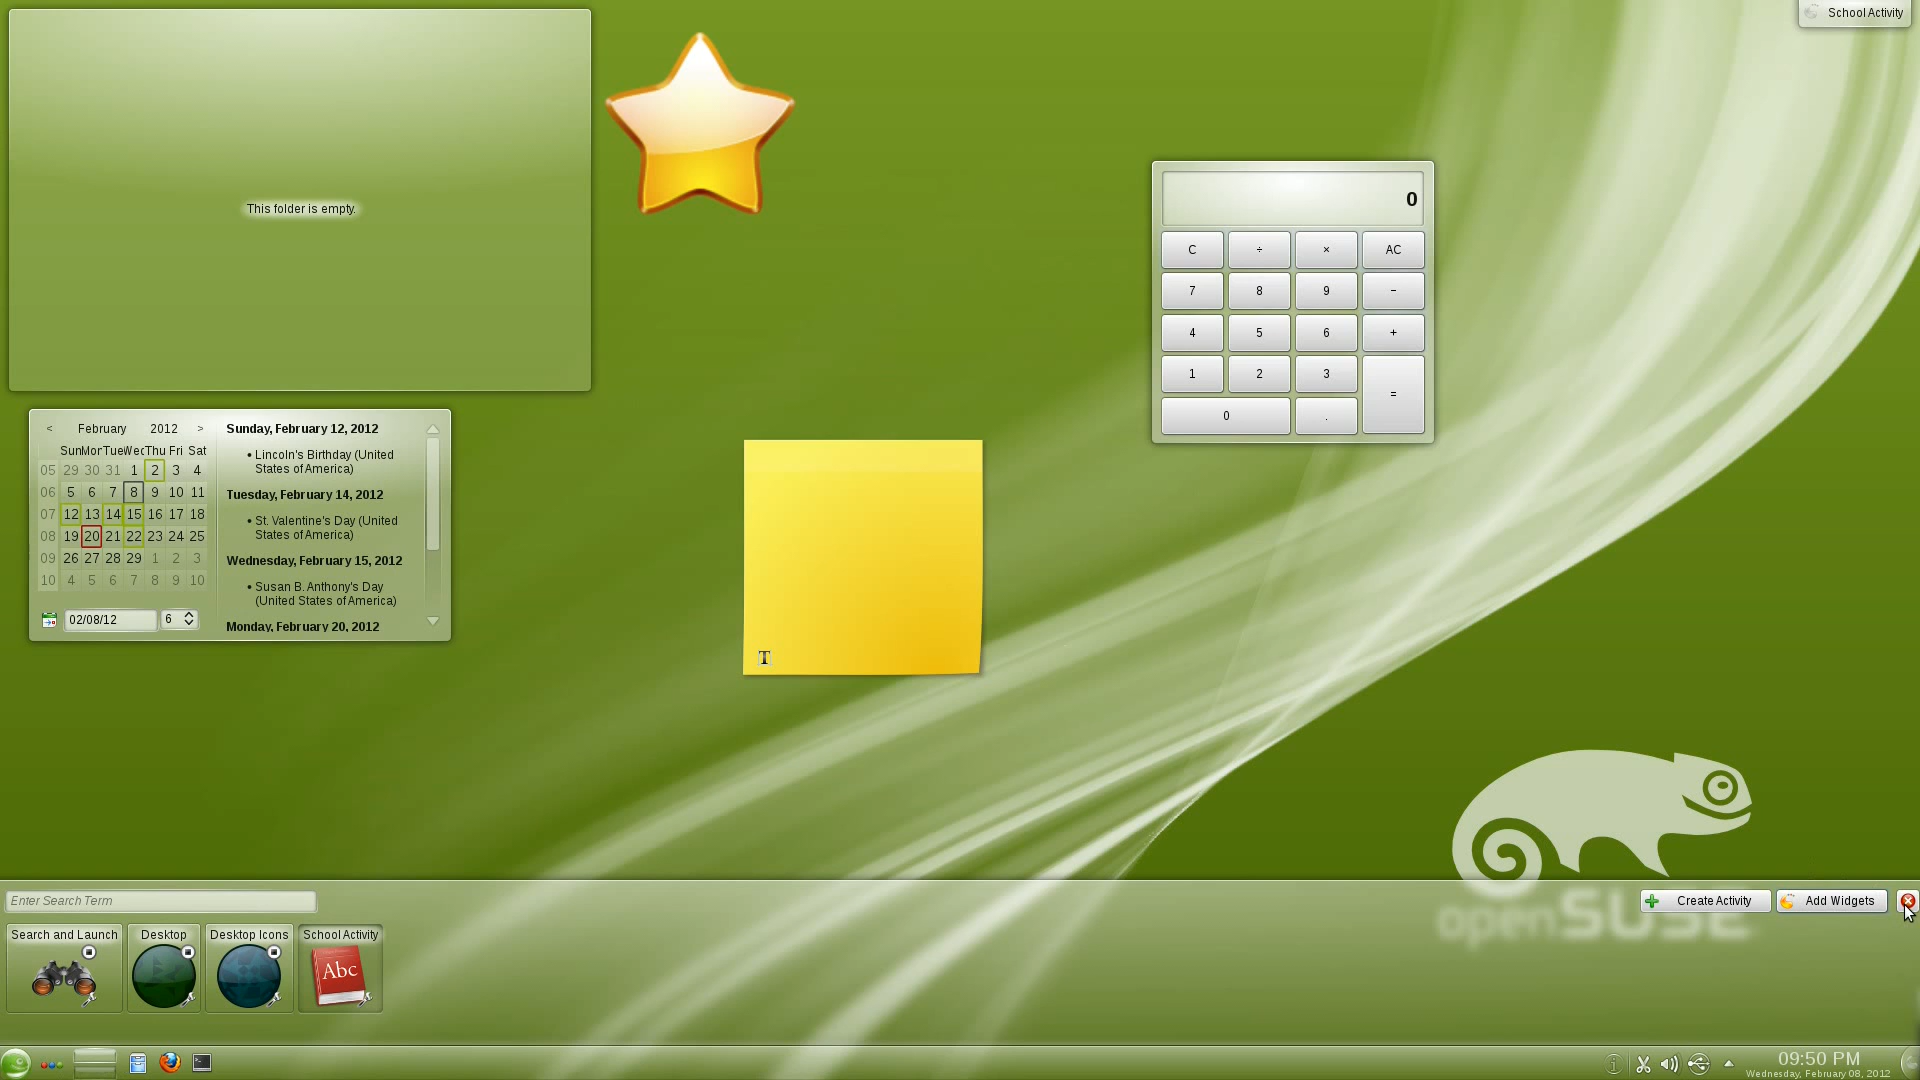 School Activity
This folder is empty.
0
C ÷ × AC
7 8 9 −
4 5 6 +
1 2 3 =
0 .
< February 2012 >
Sun Mon Tue Wed Thu Fri Sat
05 29 30 31 1 2 3 4
06 5 6 7 8 9 10 11
07 12 13 14 15 16 17 18
08 19 20 21 22 23 24 25
09 26 27 28 29 1 2 3
10 4 5 6 7 8 9 10
02/08/12 6
Sunday, February 12, 2012
• Lincoln's Birthday (United
States of America)
Tuesday, February 14, 2012
• St. Valentine's Day (United
States of America)
Wednesday, February 15, 2012
• Susan B. Anthony's Day
(United States of America)
Monday, February 20, 2012
T
openSUSE
Enter Search Term
Create Activity
Add Widgets
Search and Launch
Desktop
Desktop Icons
School Activity
Abc
09:50 PM
Wednesday, February 08, 2012